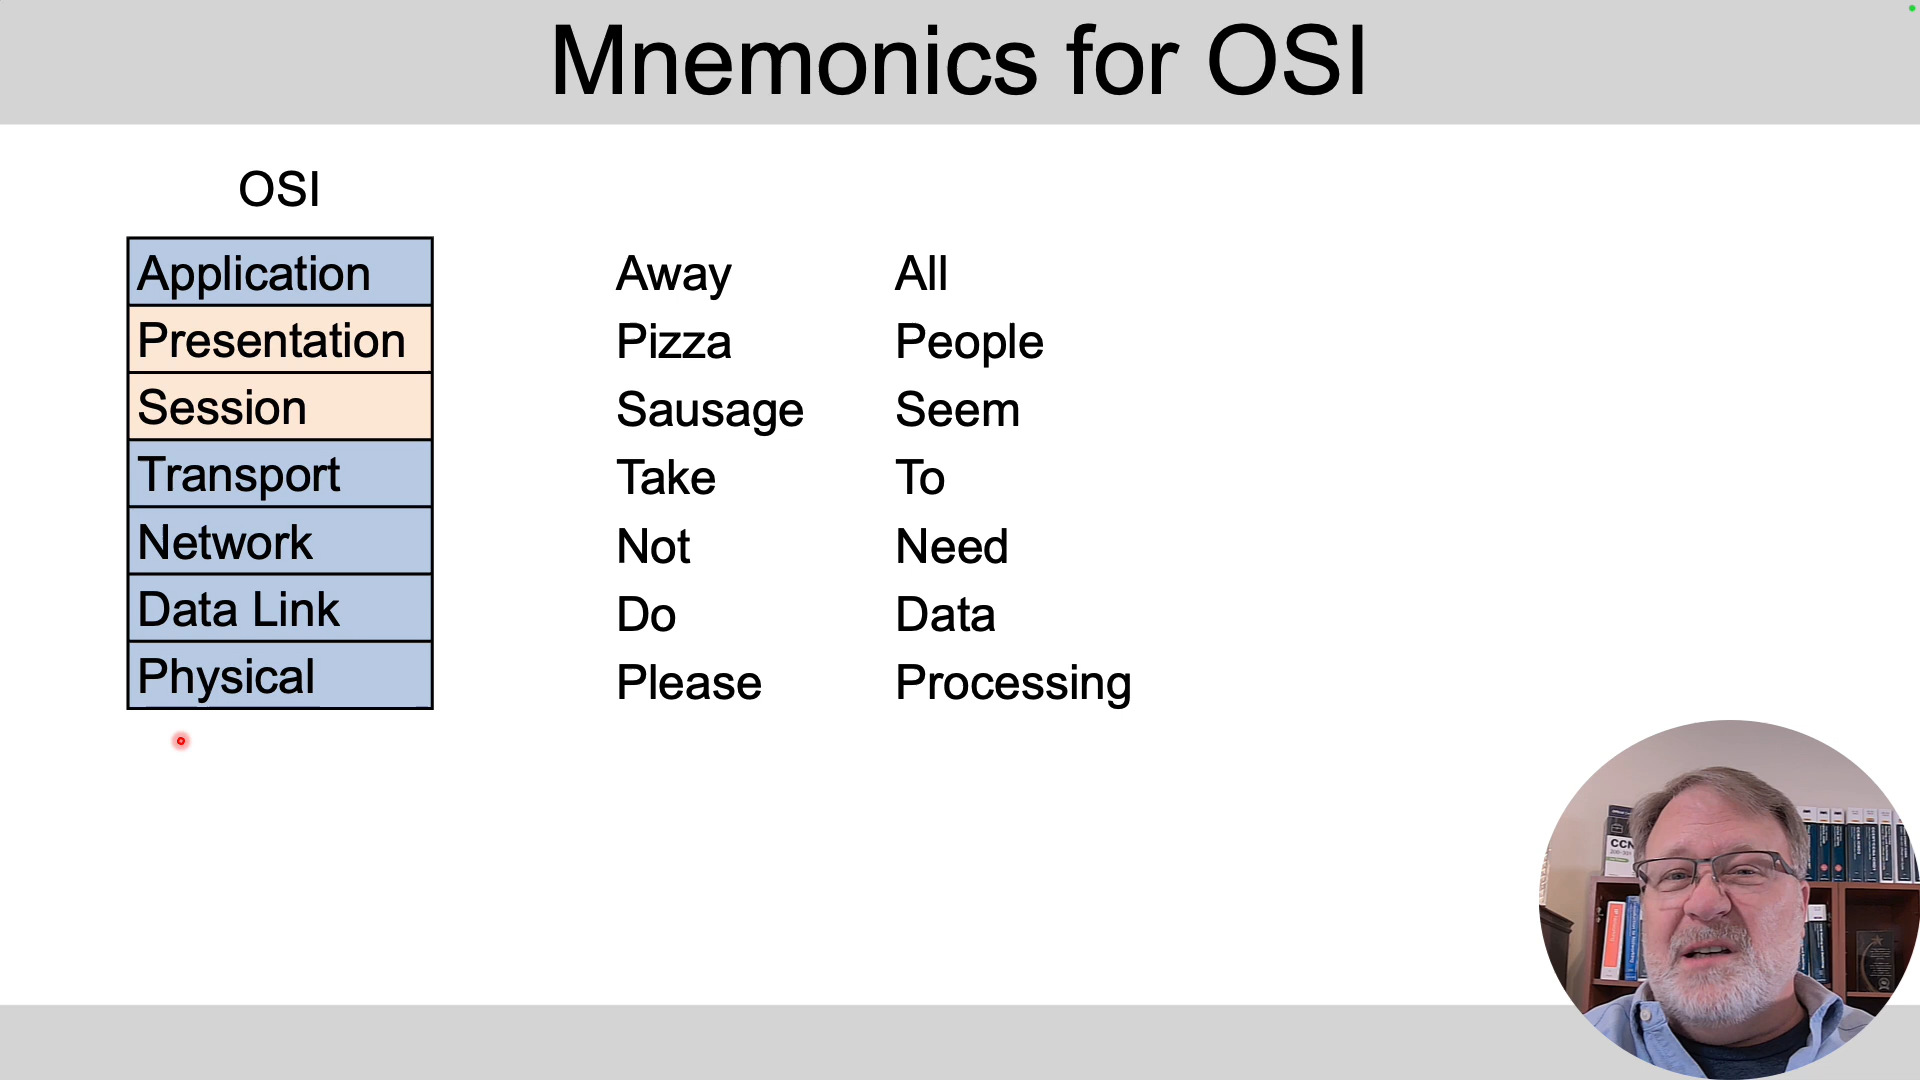 Mnemonics for OSI
OSI
Application Away All
Presentation Pizza People
Session Sausage Seem
Transport Take To
Network Not Need
Data Link Do Data
Physical Please Processing
CCN